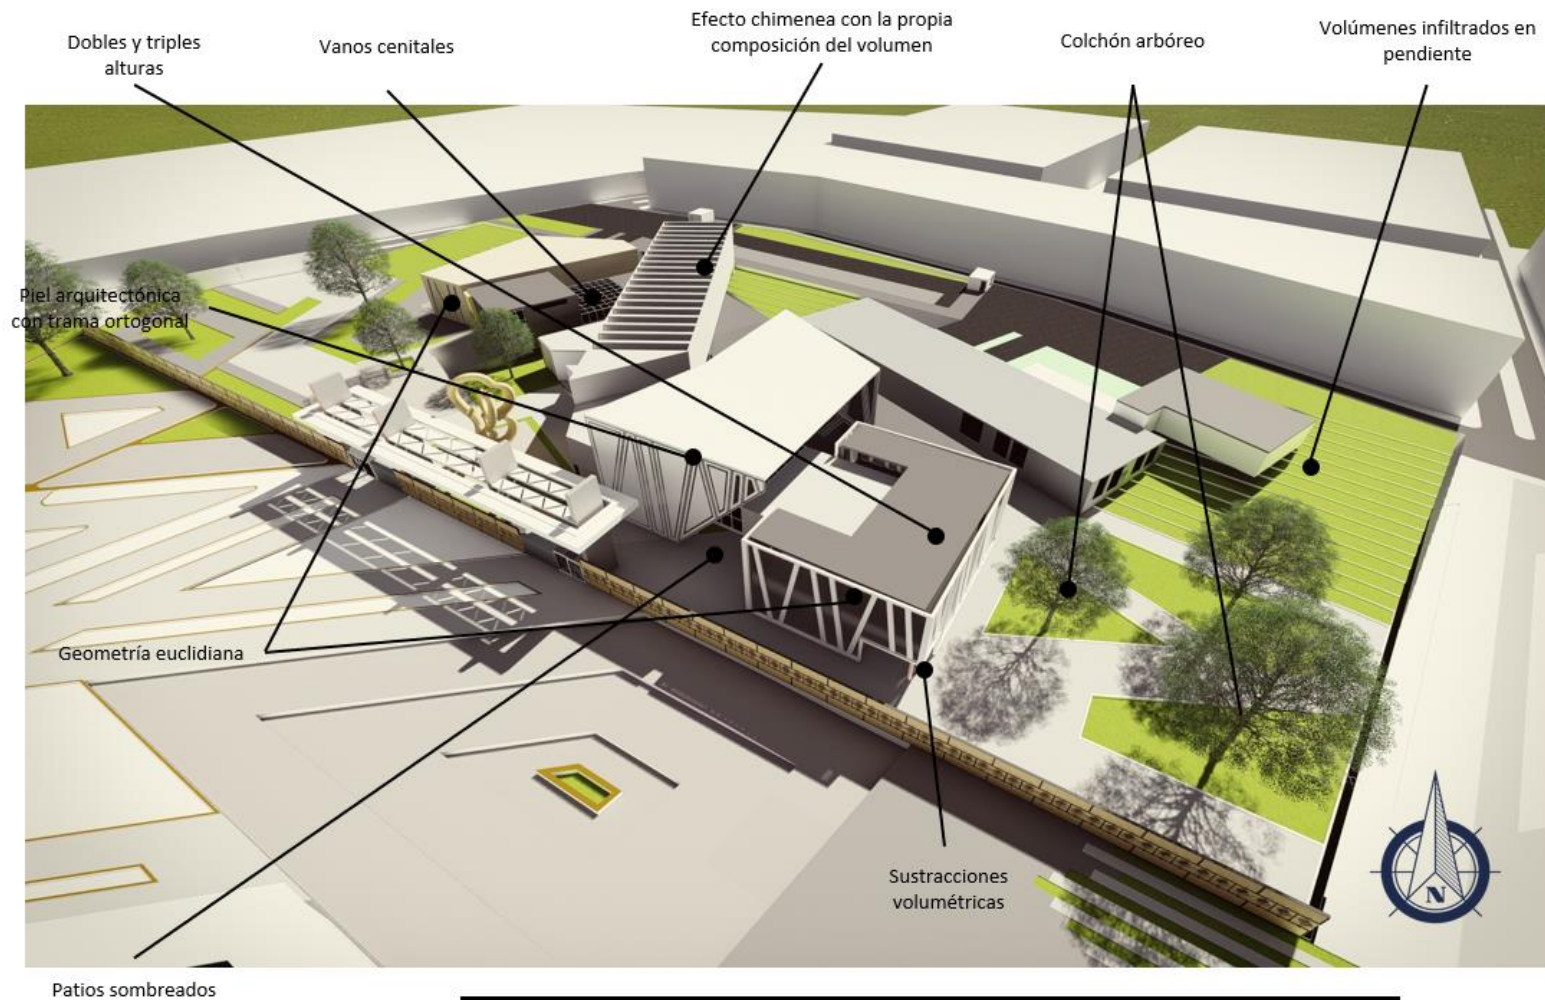 Dobles y triples
alturas
Vanos cenitales
Efecto chimenea con la propia
composición del volumen
Colchón arbóreo
Volúmenes infiltrados en
pendiente
Piel arquitectónica
con trama ortogonal
Geometría euclidiana
Sustracciones
volumétricas
N
Patios sombreados